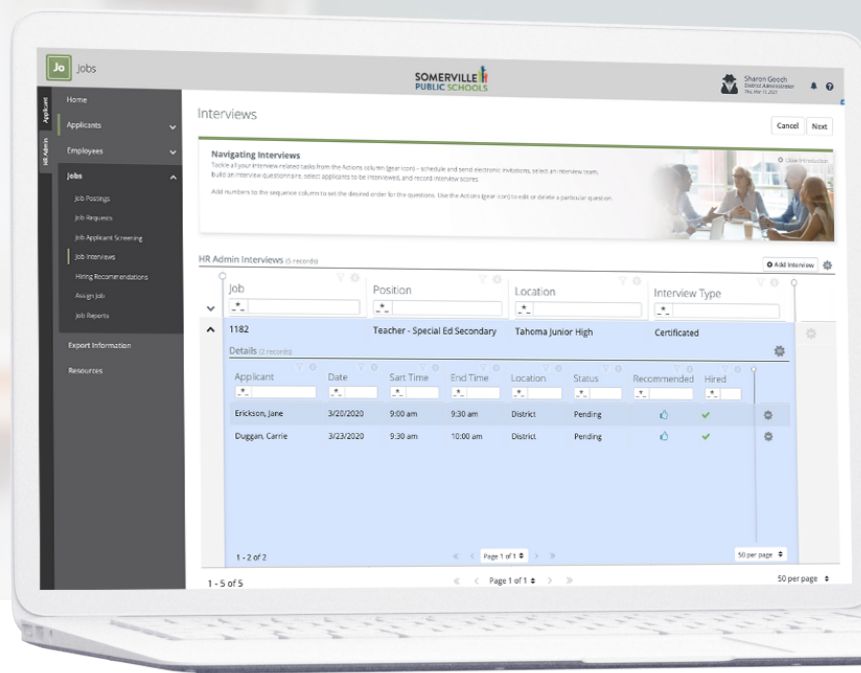 Jo Jobs
SOMERVILLE
PUBLIC SCHOOLS
Sharon Gooch
District Administrator
Applicant
HR Admin
Home
Applicants
Employees
Jobs
Job Postings
Job Requests
Job Applicant Screening
Job Interviews
Hiring Recommendations
Assign Job
Job Reports
Export Information
Resources
Interviews
Cancel Next
Navigating Interviews
Close Introduction
Tackle all your interview-related tasks from the Actions column (gear icon) - schedule and send electronic invitations, select an interview team,
build an interview questionnaire, select applicants to be interviewed, and record interview scores.
Add numbers to the sequence column to set the desired order for the questions. Use the Actions (gear icon) to edit or delete a particular question.
HR Admin Interviews (5 records)
Add Interview
Job Position Location Interview Type
1182 Teacher - Special Ed Secondary Tahoma Junior High Certificated
Details (2 records)
Applicant Date Sart Time End Time Location Status Recommended Hired
Erickson, Jane 3/20/2020 9:00 am 9:30 am District Pending
Duggan, Carrie 3/23/2020 9:30 am 10:00 am District Pending
1 - 2 of 2 Page 1 of 1 50 per page
1 - 5 of 5 Page 1 of 1 50 per page